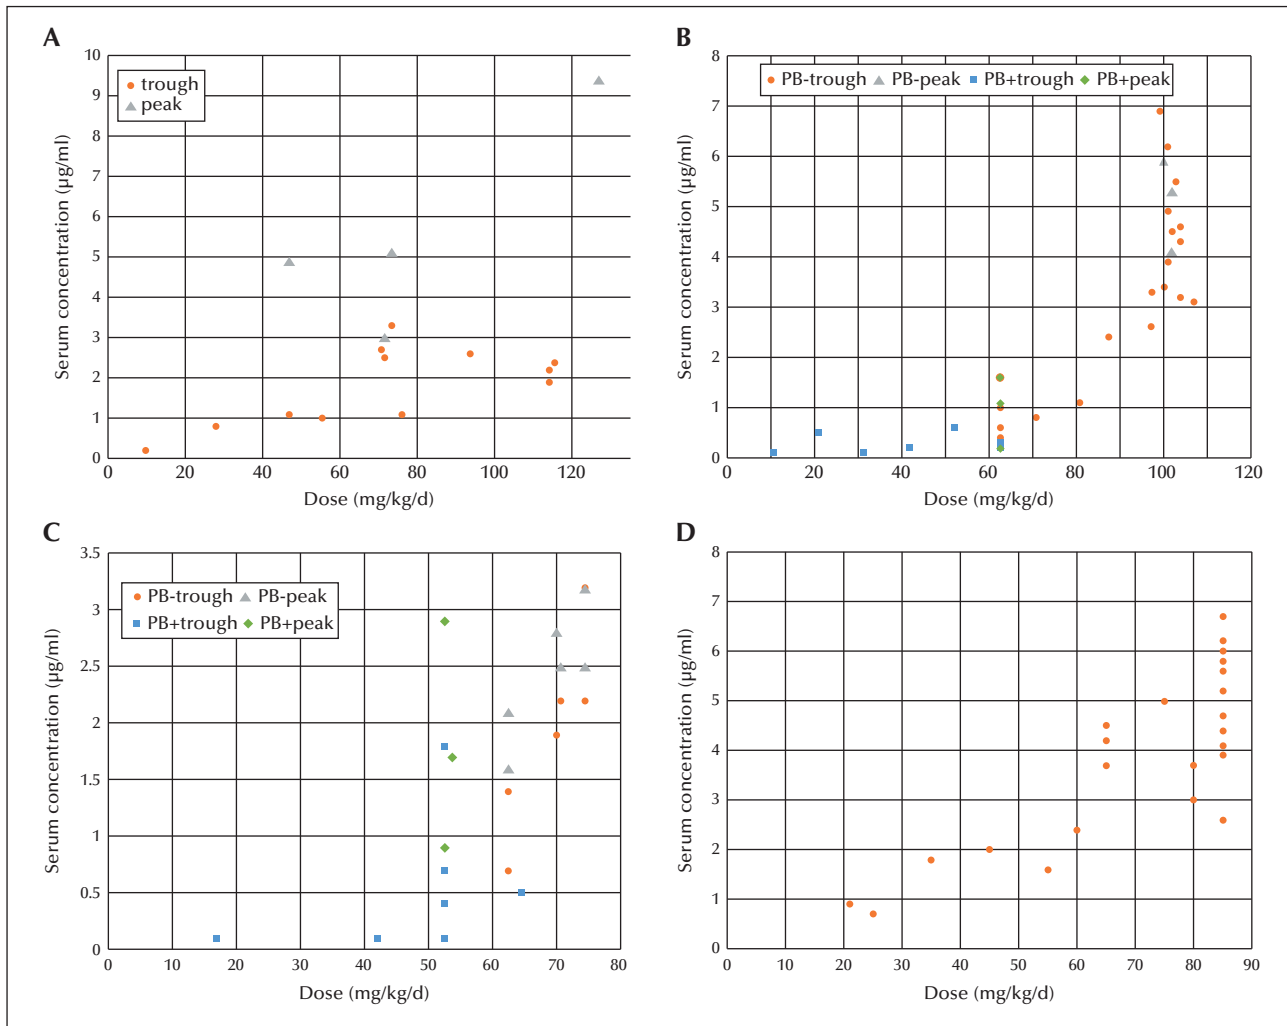 A
10
9
8
7
6
5
4
3
2
1
0
Serum concentration (µg/ml)
trough
peak
0 20 40 60 80 100 120
Dose (mg/kg/d)
B
8
7
6
5
4
3
2
1
0
Serum concentration (µg/ml)
PB-trough PB-peak PB+trough PB+peak
0 20 40 60 80 100 120
Dose (mg/kg/d)
C
3.5
3
2.5
2
1.5
1
0.5
0
Serum concentration (µg/ml)
PB-trough PB-peak
PB+trough PB+peak
0 10 20 30 40 50 60 70 80
Dose (mg/kg/d)
D
8
7
6
5
4
3
2
1
0
Serum concentration (µg/ml)
0 10 20 30 40 50 60 70 80 90
Dose (mg/kg/d)